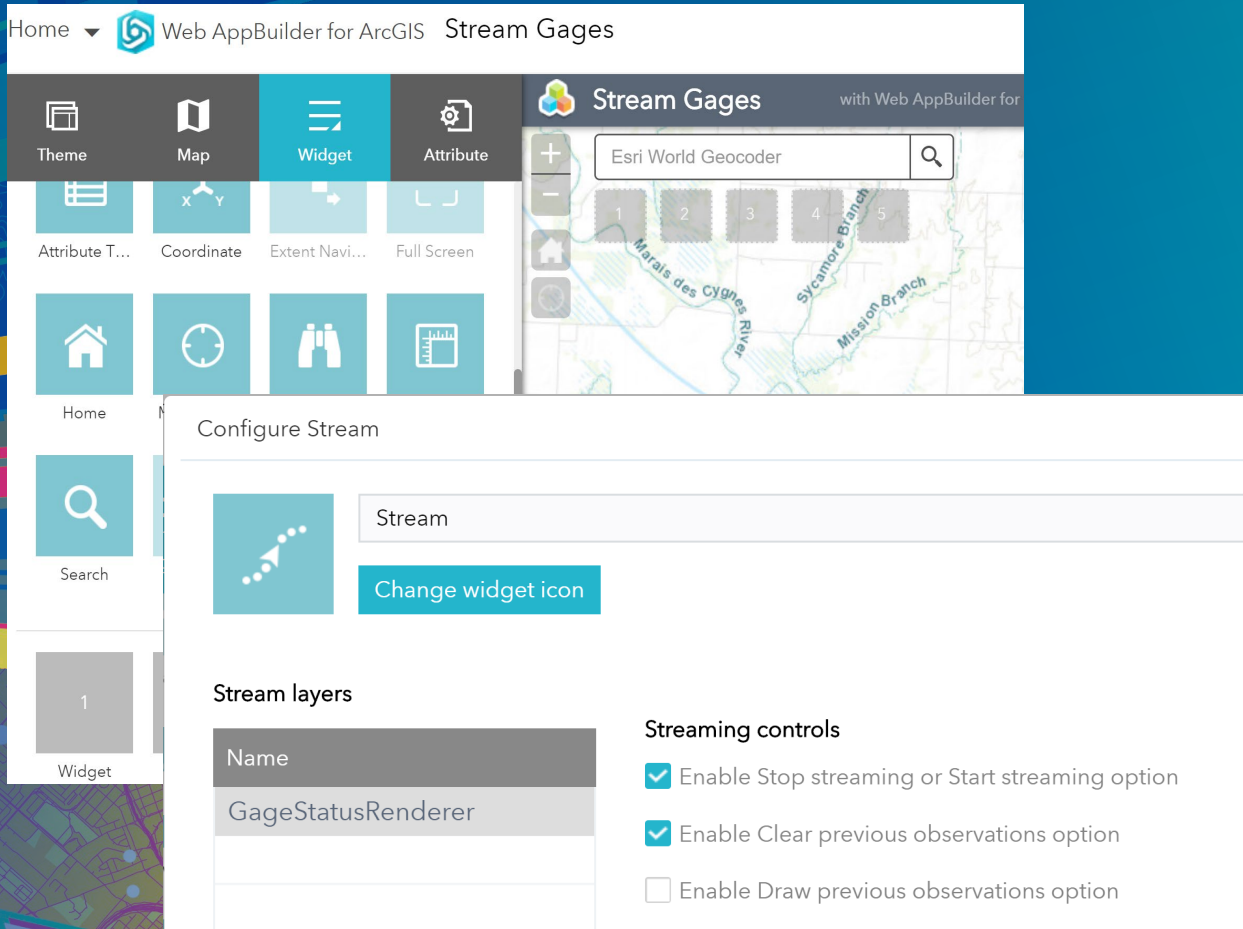 Home Web AppBuilder for ArcGIS Stream Gages
Theme Map Widget Attribute
Stream Gages with Web AppBuilder for
+
Esri World Geocoder
−
1 2 3 4 5
X Y
Attribute T... Coordinate Extent Navi... Full Screen
Marais des Cygnes River
Sycamore Branch
Mission Branch
Home
Configure Stream
Search
Stream
Change widget icon
1
Widget
Stream layers
Name
GageStatusRenderer
Streaming controls
Enable Stop streaming or Start streaming option
Enable Clear previous observations option
Enable Draw previous observations option